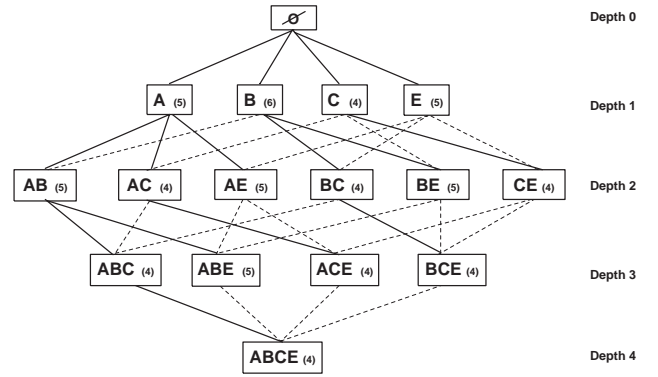 Ø Depth 0
A (5) B (6) C (4) E (5) Depth 1
AB (5) AC (4) AE (5) BC (4) BE (5) CE (4) Depth 2
ABC (4) ABE (5) ACE (4) BCE (4) Depth 3
ABCE (4) Depth 4